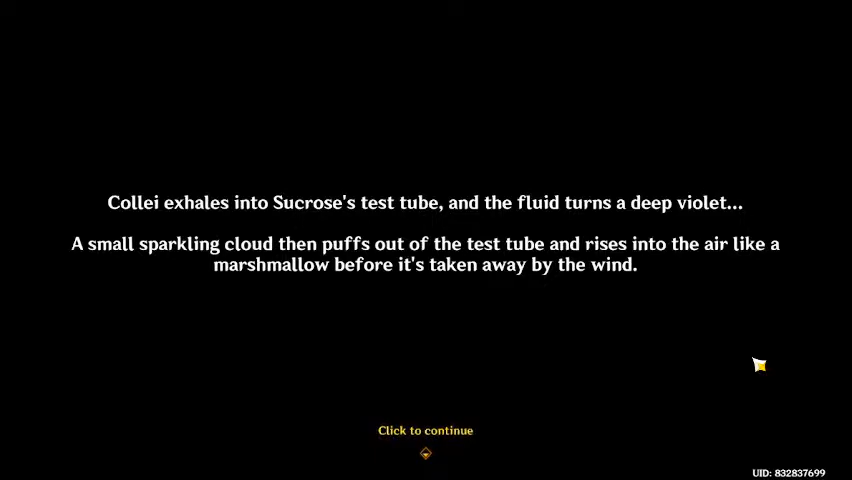 Collei exhales into Sucrose's test tube, and the fluid turns a deep violet...
A small sparkling cloud then puffs out of the test tube and rises into the air like a
marshmallow before it's taken away by the wind.
Click to continue
UID: 832837699